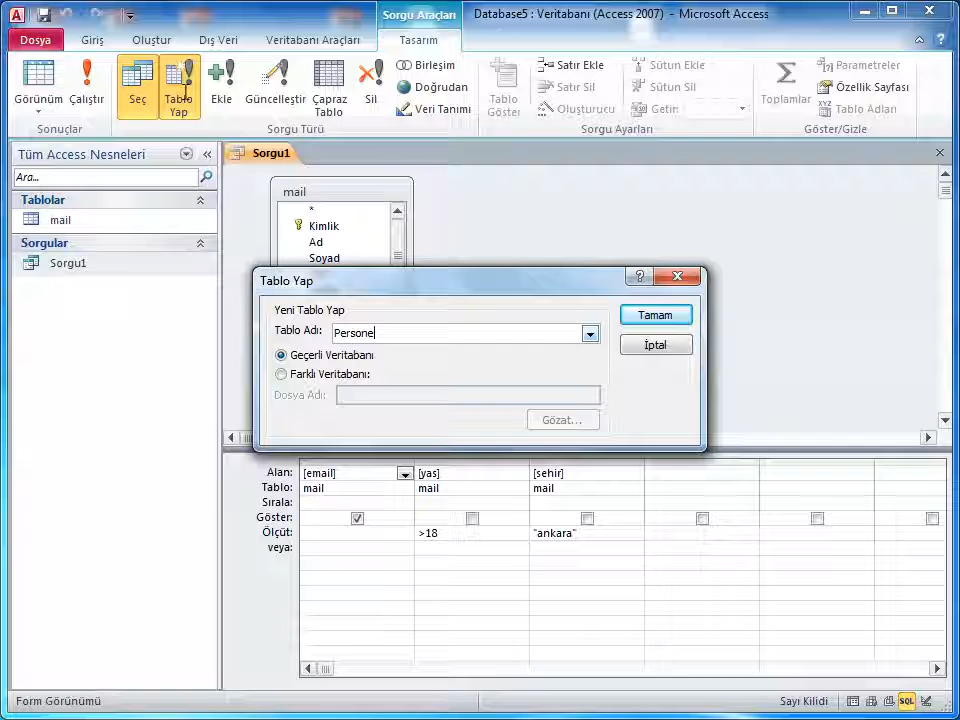 Sorgu Araçları
Database5 : Veritabanı (Access 2007) - Microsoft Access
Dosya
Giriş
Oluştur
Dış Veri
Veritabanı Araçları
Tasarım
Görünüm
Çalıştır
Seç
Tablo Yap
Ekle
Güncelleştir
Çapraz Tablo
Sil
Birleşim
Doğrudan
Veri Tanımı
Tablo Göster
Satır Ekle
Satır Sil
Oluşturucu
Sütun Ekle
Sütun Sil
Getir:
Toplamlar
Parametreler
Özellik Sayfası
Tablo Adları
Sonuçlar
Sorgu Türü
Sorgu Ayarları
Göster/Gizle
Tüm Access Nesneleri
Ara...
Tablolar
mail
Sorgular
Sorgu1
Sorgu1
mail
*
Kimlik
Ad
Soyad
Tablo Yap
Yeni Tablo Yap
Tablo Adı: Persone
Geçerli Veritabanı
Farklı Veritabanı:
Dosya Adı:
Gözat...
Tamam
İptal
Alan: [email] [yas] [sehir]
Tablo: mail mail mail
Sırala:
Göster:
Ölçüt: >18 "ankara"
veya:
Form Görünümü
Sayı Kilidi
SQL